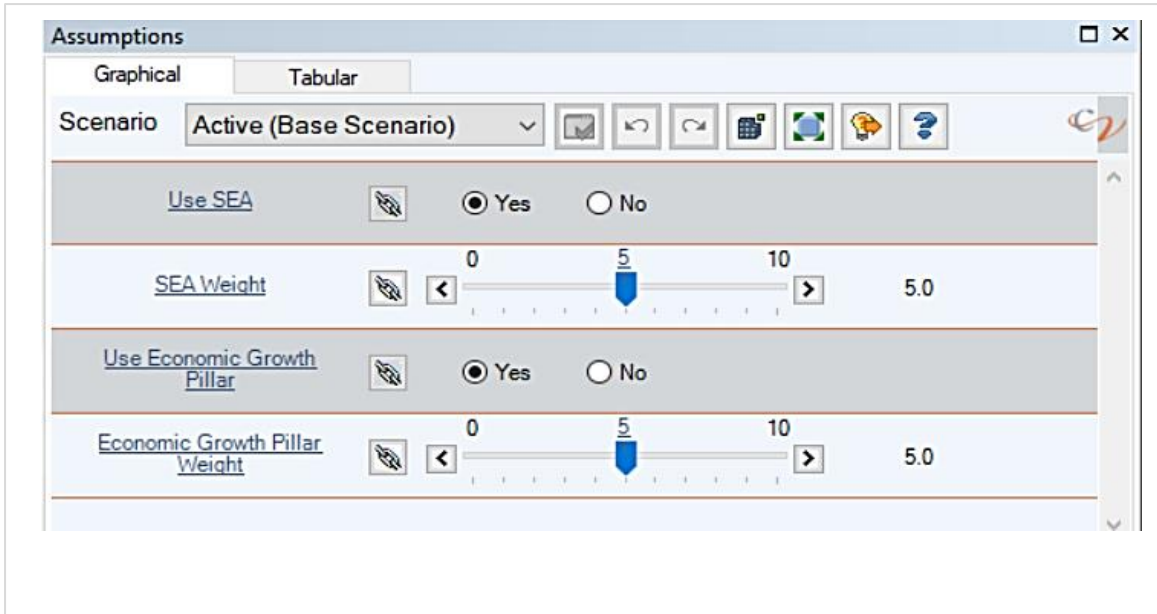 Assumptions
Graphical Tabular
Scenario Active (Base Scenario)
Use SEA Yes No
0 5 10
SEA Weight 5.0
Use Economic Growth
Pillar
Yes No
0 5 10
Economic Growth Pillar
Weight
5.0